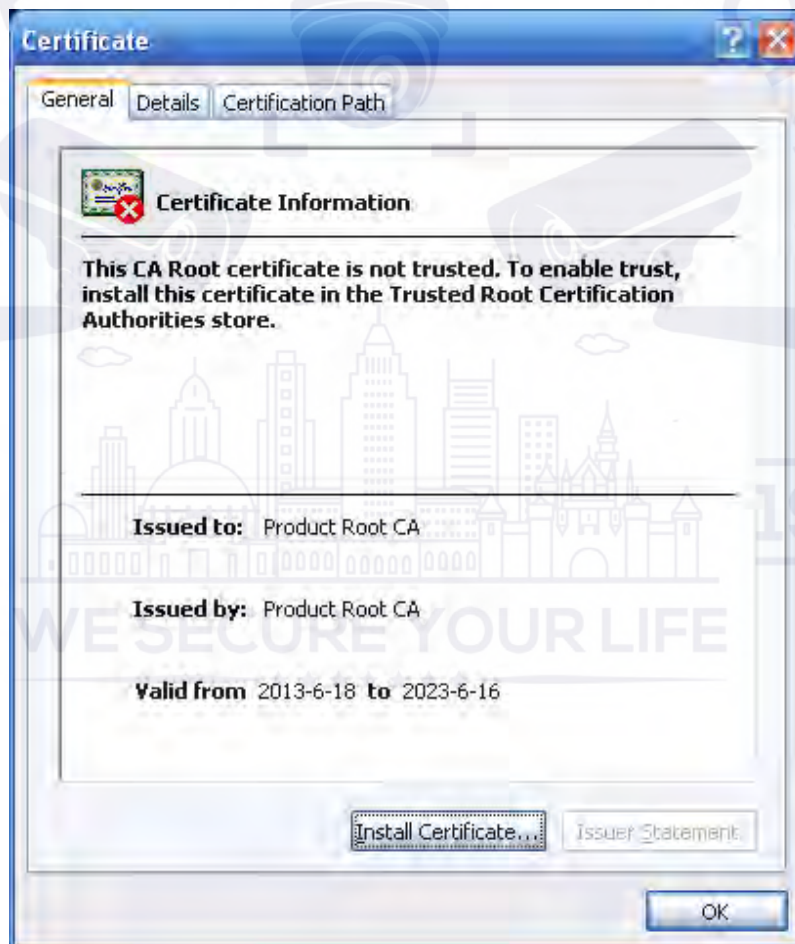 Certificate
General Details Certification Path
Certificate Information
This CA Root certificate is not trusted. To enable trust,
install this certificate in the Trusted Root Certification
Authorities store.
Issued to: Product Root CA
Issued by: Product Root CA
WE SECURE YOUR LIFE
Valid from 2013-6-18 to 2023-6-16
Install Certificate... Issuer Statement
OK